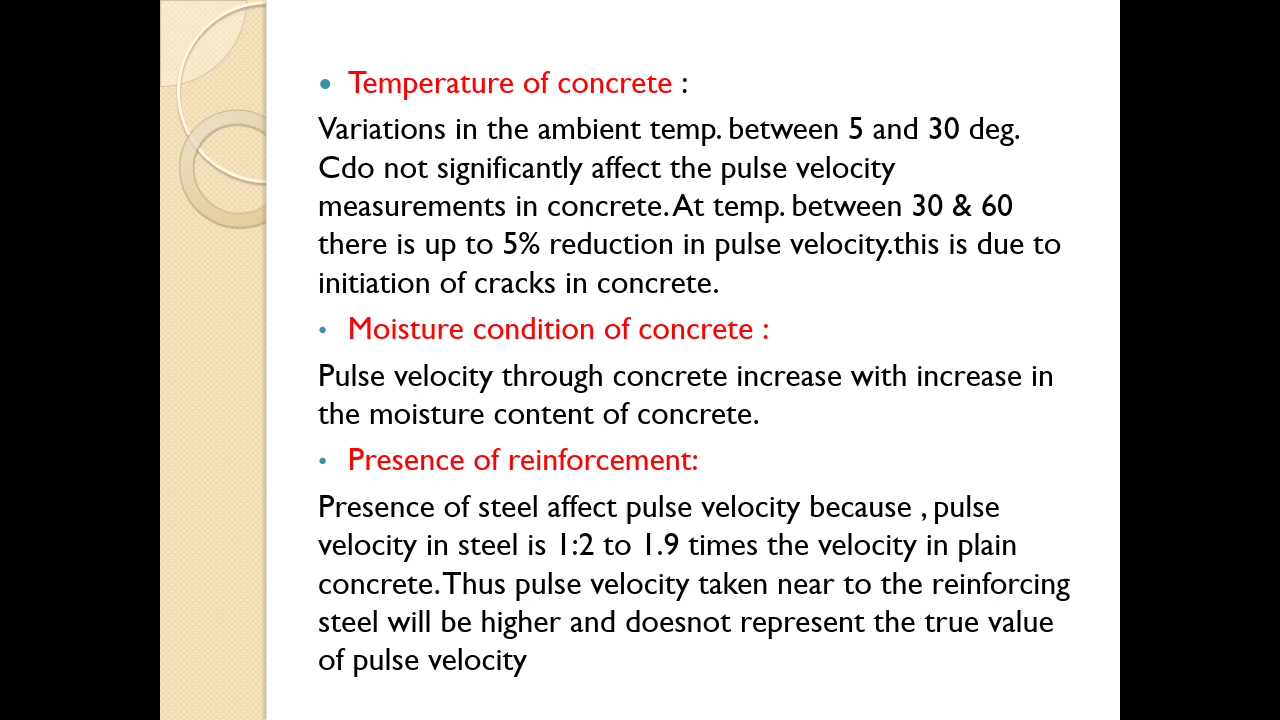 • Temperature of concrete :
Variations in the ambient temp. between 5 and 30 deg.
Cdo not significantly affect the pulse velocity
measurements in concrete. At temp. between 30 & 60
there is up to 5% reduction in pulse velocity.this is due to
initiation of cracks in concrete.
• Moisture condition of concrete :
Pulse velocity through concrete increase with increase in
the moisture content of concrete.
• Presence of reinforcement:
Presence of steel affect pulse velocity because , pulse
velocity in steel is 1:2 to 1.9 times the velocity in plain
concrete. Thus pulse velocity taken near to the reinforcing
steel will be higher and doesnot represent the true value
of pulse velocity